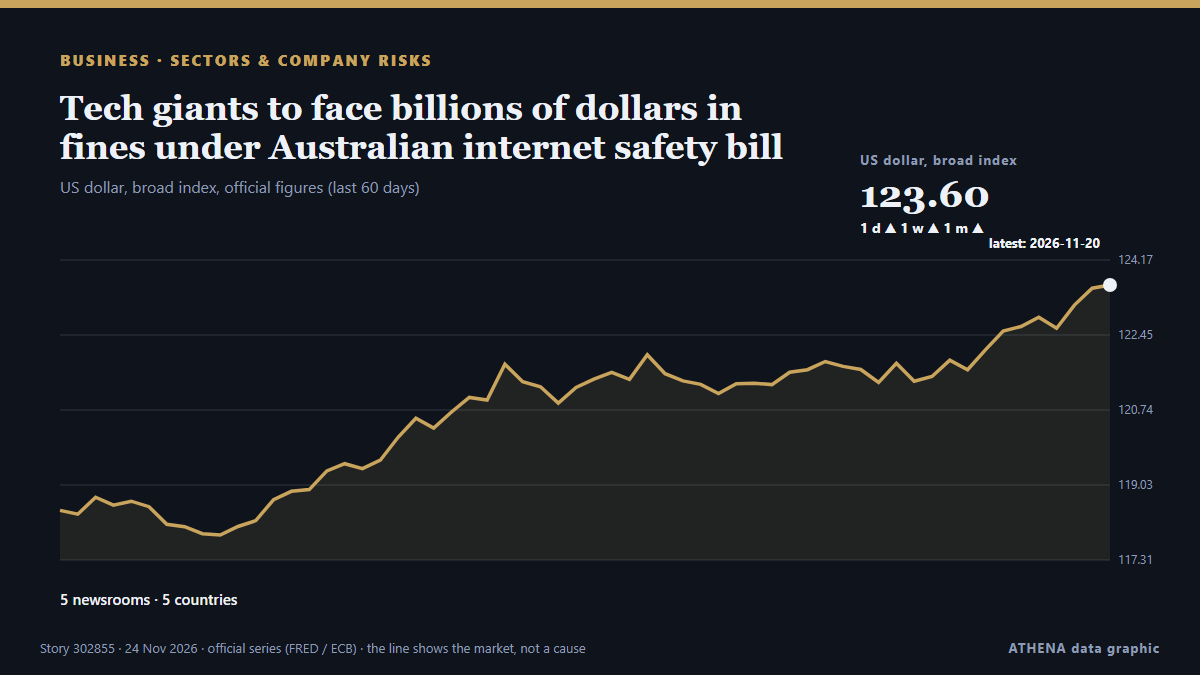 BUSINESS · SECTORS & COMPANY RISKS
Tech giants to face billions of dollars in
fines under Australian internet safety bill
US dollar, broad index, official figures (last 60 days)
US dollar, broad index
123.60
1 d ▲ 1 w ▲ 1 m ▲
latest: 2026-11-20
124.17
122.45
120.74
119.03
117.31
5 newsrooms · 5 countries
Story 302855 · 24 Nov 2026 · official series (FRED / ECB) · the line shows the market, not a cause
ATHENA data graphic